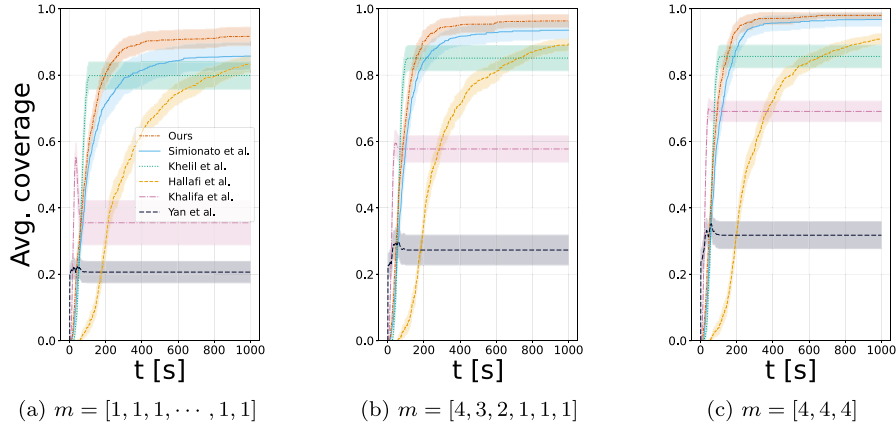 1.0
0.8
0.6
0.4
0.2
0.0
Avg. coverage
Ours
Simionato et al.
Khelil et al.
Hallafi et al.
Khalifa et al.
Yan et al.
0 200 400 600 800 1000
t [s]
(a) m = [1, 1, 1, ⋯ , 1, 1]
1.0
0.8
0.6
0.4
0.2
0.0
0 200 400 600 800 1000
t [s]
(b) m = [4, 3, 2, 1, 1, 1]
1.0
0.8
0.6
0.4
0.2
0.0
0 200 400 600 800 1000
t [s]
(c) m = [4, 4, 4]